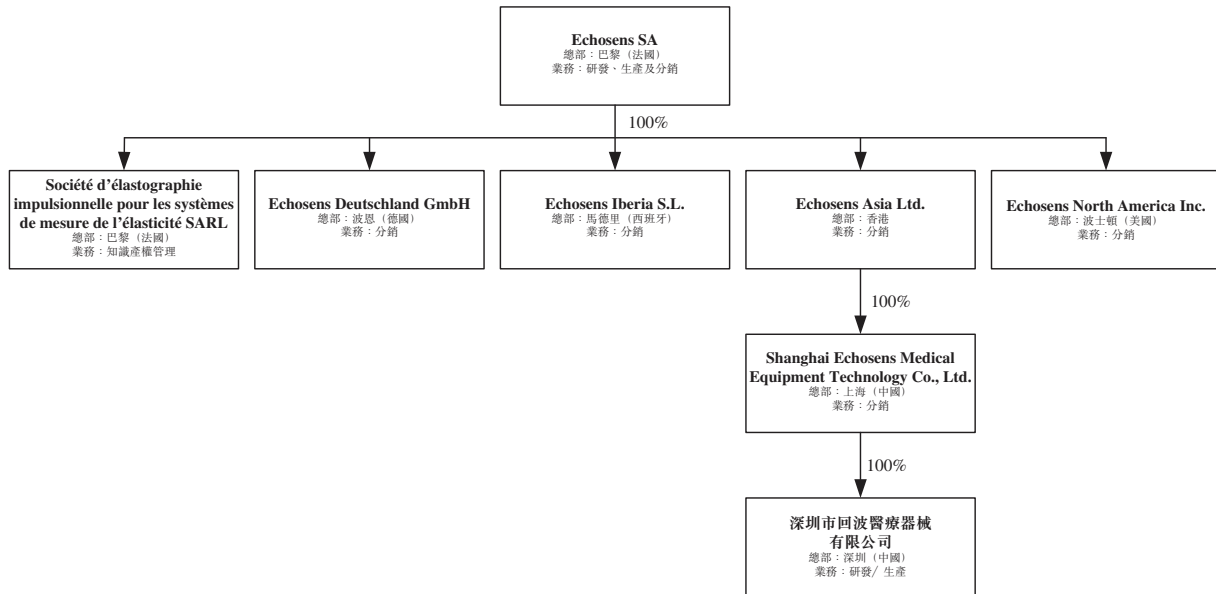 Echosens SA
總部：巴黎（法國）
業務：研發、生產及分銷
100%
Société d’élastographie
impulsionnelle pour les systèmes
de mesure de l’élasticité SARL
總部：巴黎（法國）
業務：知識產權管理
Echosens Deutschland GmbH
總部：波恩（德國）
業務：分銷
Echosens Iberia S.L.
總部：馬德里（西班牙）
業務：分銷
Echosens Asia Ltd.
總部：香港
業務：分銷
Echosens North America Inc.
總部：波士頓（美國）
業務：分銷
100%
Shanghai Echosens Medical
Equipment Technology Co., Ltd.
總部：上海（中國）
業務：分銷
100%
深圳市回波醫療器械
有限公司
總部：深圳（中國）
業務：研發/ 生產